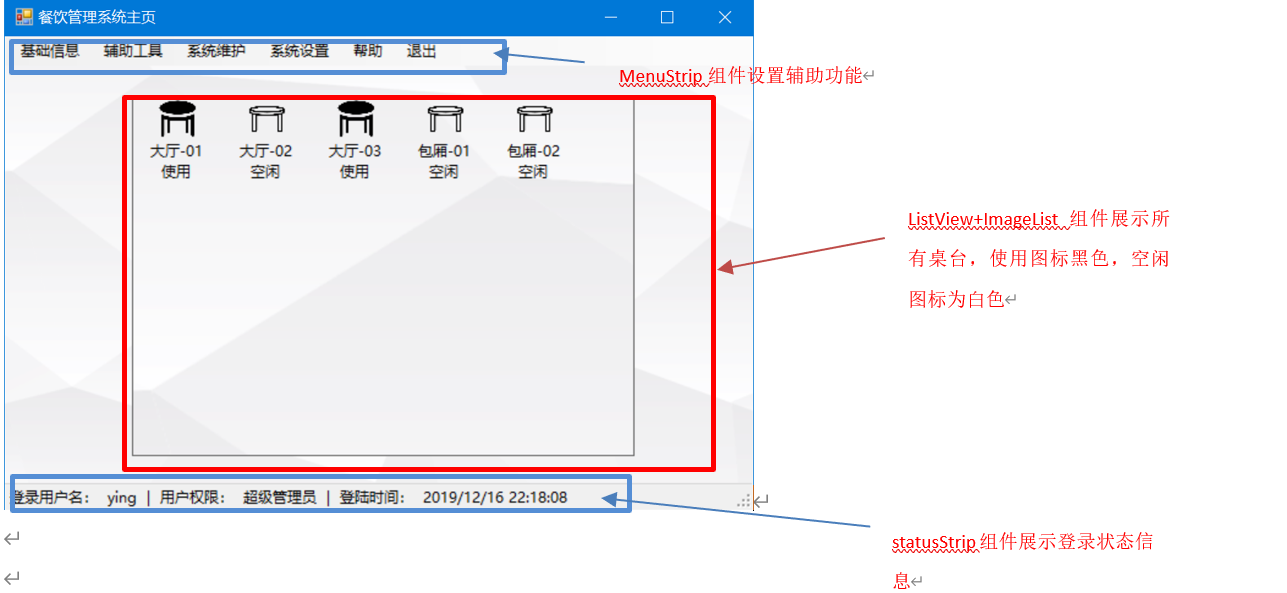 餐饮管理系统主页
基础信息 辅助工具 系统维护 系统设置 帮助 退出
MenuStrip 组件设置辅助功能
大厅-01 大厅-02 大厅-03 包厢-01 包厢-02
使用 空闲 使用 空闲 空闲
ListView+ImageList 组件展示所
有桌台，使用图标黑色，空闲
图标为白色
登录用户名： ying | 用户权限： 超级管理员 | 登陆时间： 2019/12/16 22:18:08
statusStrip 组件展示登录状态信
息